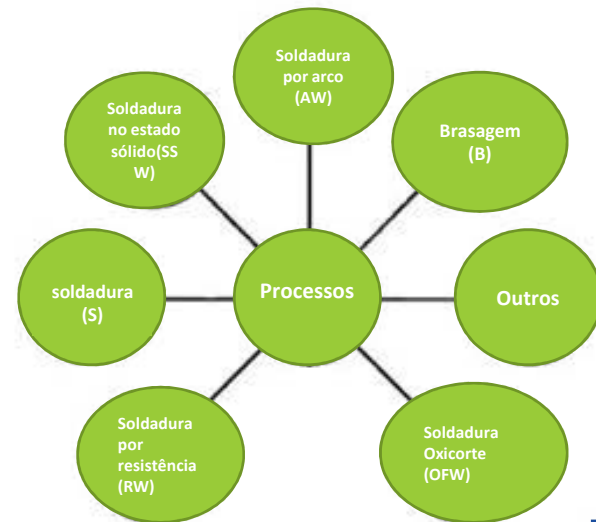 Soldadura
por arco
(AW)
Soldadura
no estado
sólido(SS
W)
Brasagem
(B)
soldadura
(S)
Processos
Outros
Soldadura
por
resistência
(RW)
Soldadura
Oxicorte
(OFW)